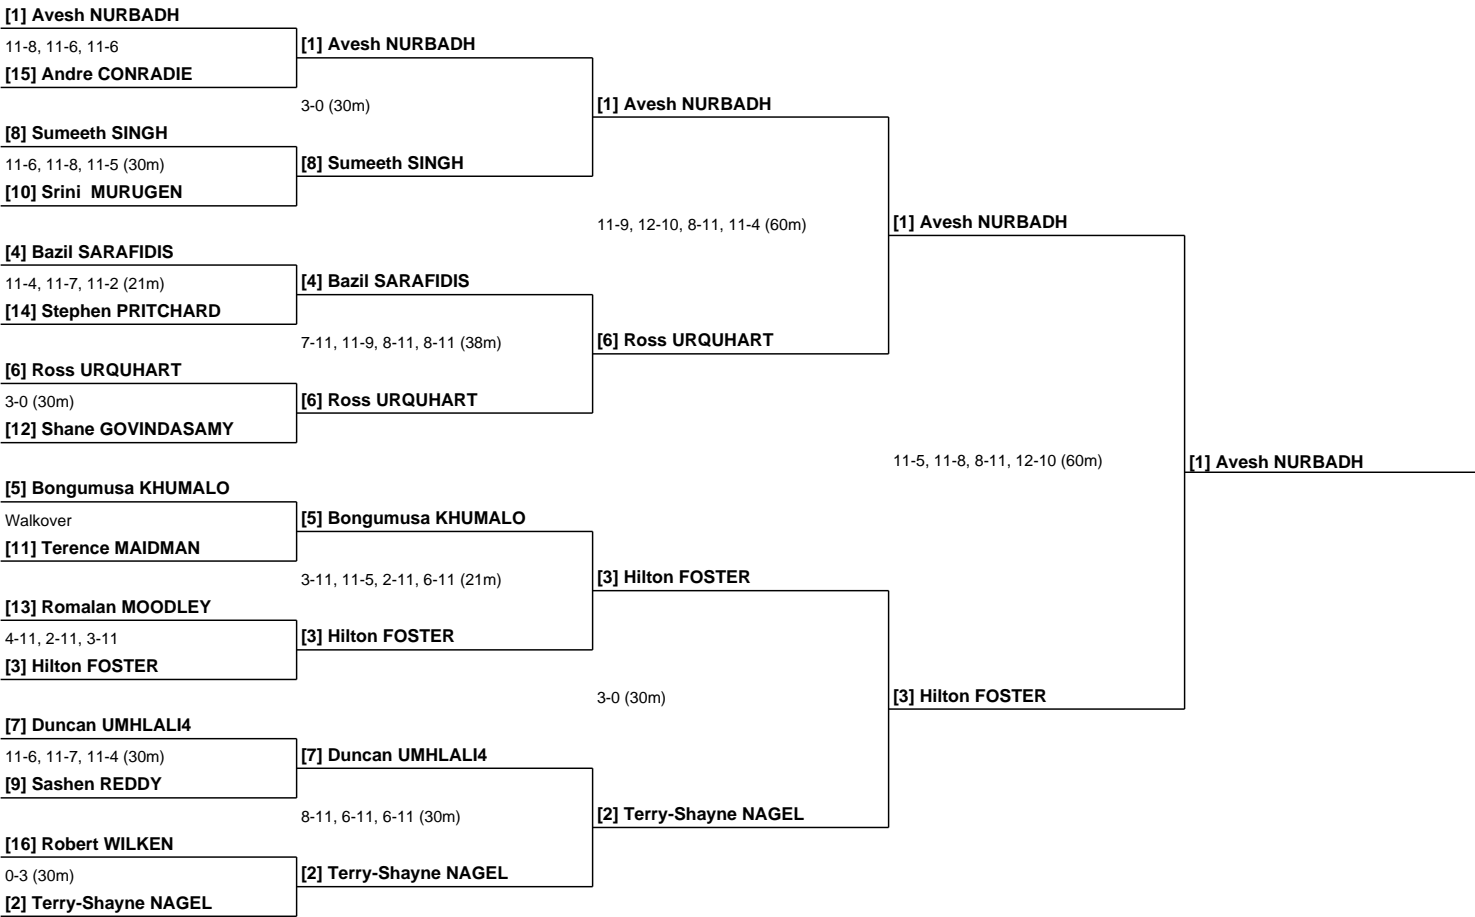 [1] Avesh NURBADH
11-8, 11-6, 11-6
[15] Andre CONRADIE
[8] Sumeeth SINGH
11-6, 11-8, 11-5 (30m)
[10] Srini  MURUGEN
[4] Bazil SARAFIDIS
11-4, 11-7, 11-2 (21m)
[14] Stephen PRITCHARD
[6] Ross URQUHART
3-0 (30m)
[12] Shane GOVINDASAMY
[5] Bongumusa KHUMALO
Walkover
[11] Terence MAIDMAN
[13] Romalan MOODLEY
4-11, 2-11, 3-11
[3] Hilton FOSTER
[7] Duncan UMHLALI4
11-6, 11-7, 11-4 (30m)
[9] Sashen REDDY
[16] Robert WILKEN
0-3 (30m)
[2] Terry-Shayne NAGEL
[1] Avesh NURBADH
3-0 (30m)
[8] Sumeeth SINGH
[4] Bazil SARAFIDIS
7-11, 11-9, 8-11, 8-11 (38m)
[6] Ross URQUHART
[5] Bongumusa KHUMALO
3-11, 11-5, 2-11, 6-11 (21m)
[3] Hilton FOSTER
[7] Duncan UMHLALI4
8-11, 6-11, 6-11 (30m)
[2] Terry-Shayne NAGEL
[1] Avesh NURBADH
11-9, 12-10, 8-11, 11-4 (60m)
[6] Ross URQUHART
[3] Hilton FOSTER
3-0 (30m)
[2] Terry-Shayne NAGEL
[1] Avesh NURBADH
11-5, 11-8, 8-11, 12-10 (60m)
[3] Hilton FOSTER
[1] Avesh NURBADH